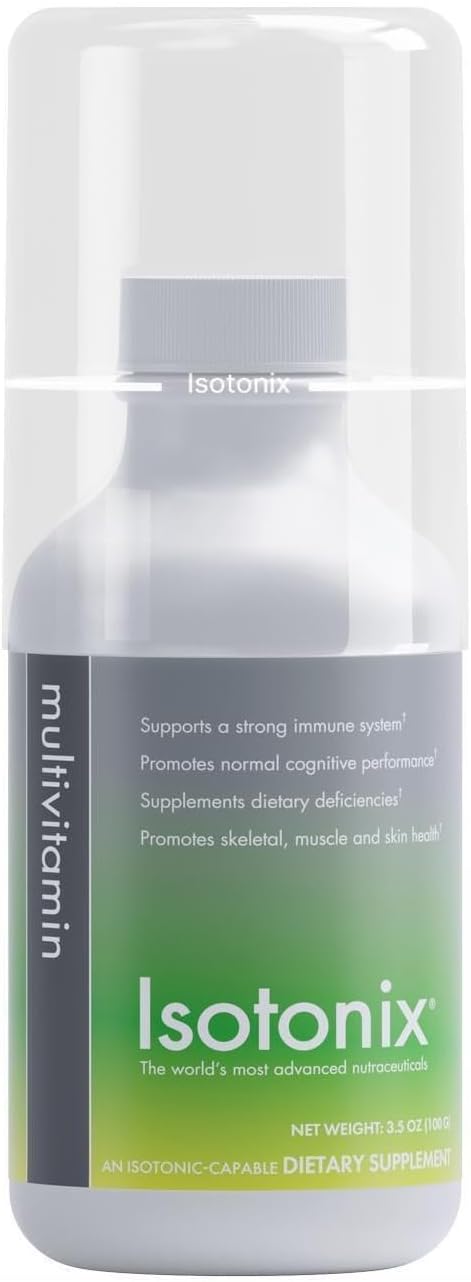 Isotonix
multivitamin
Supports a strong immune system†
Promotes normal cognitive performance†
Supplements dietary deficiencies†
Promotes skeletal, muscle and skin health†
Isotonix®
The world's most advanced nutraceuticals
NET WEIGHT: 3.5 OZ (100 G)
AN ISOTONIC-CAPABLE DIETARY SUPPLEMENT